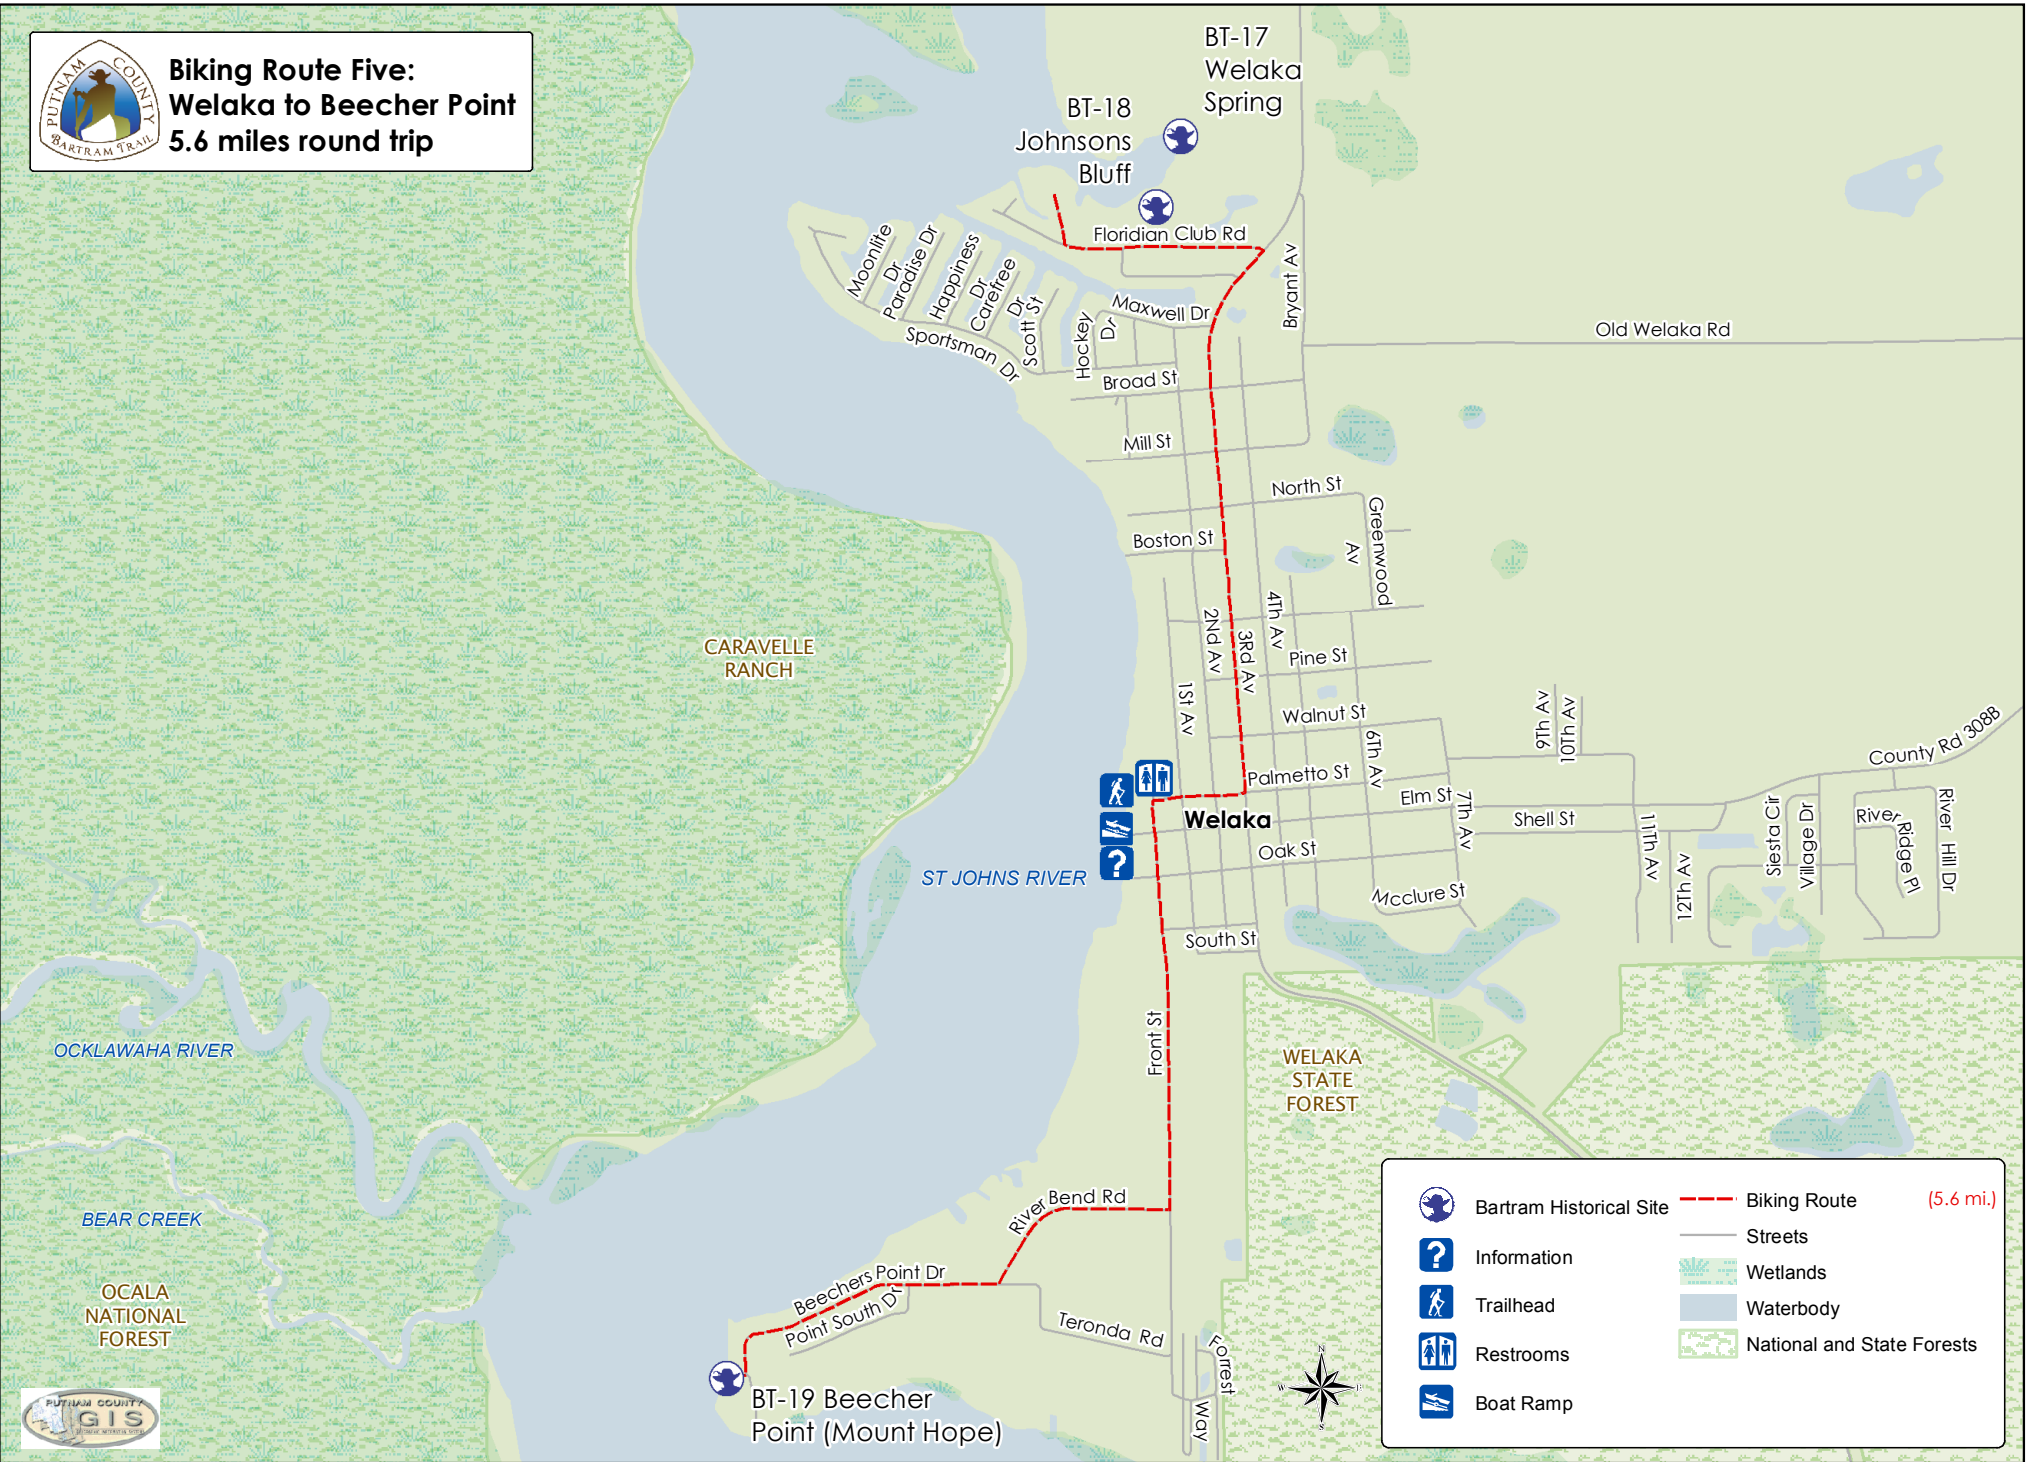 PUTNAM COUNTY
BARTRAM TRAIL
Biking Route Five:
Welaka to Beecher Point
5.6 miles round trip
BT-17
Welaka
Spring
BT-18
Johnsons
Bluff
Floridian Club Rd
Moonlite
Dr
Paradise Dr
Happiness
Dr
Carefree
Dr
Scott St
Sportsman Dr
Hockey
Dr
Maxwell Dr
Bryant Av
Old Welaka Rd
Broad St
Mill St
North St
Greenwood
Av
Boston St
4Th Av
2Nd Av
3Rd Av
Pine St
CARAVELLE
RANCH
1St Av
Walnut St
6Th Av
9Th Av
10Th Av
County Rd 308B
Palmetto St
Elm St
7Th Av
Shell St
Welaka
Oak St
11Th Av
12Th Av
Siesta Cir
Village Dr
River
Ridge Pl
River Hill Dr
?
ST JOHNS RIVER
Mcclure St
South St
OCKLAWAHA RIVER
Front St
WELAKA
STATE
FOREST
BEAR CREEK
River Bend Rd
Beechers Point Dr
Point South Dr
Teronda Rd
Forrest
Way
OCALA
NATIONAL
FOREST
BT-19 Beecher
Point (Mount Hope)
PUTNAM COUNTY
GIS
N
W
E
S
Bartram Historical Site
? Information
Trailhead
Restrooms
Boat Ramp
Biking Route (5.6 mi.)
Streets
Wetlands
Waterbody
National and State Forests